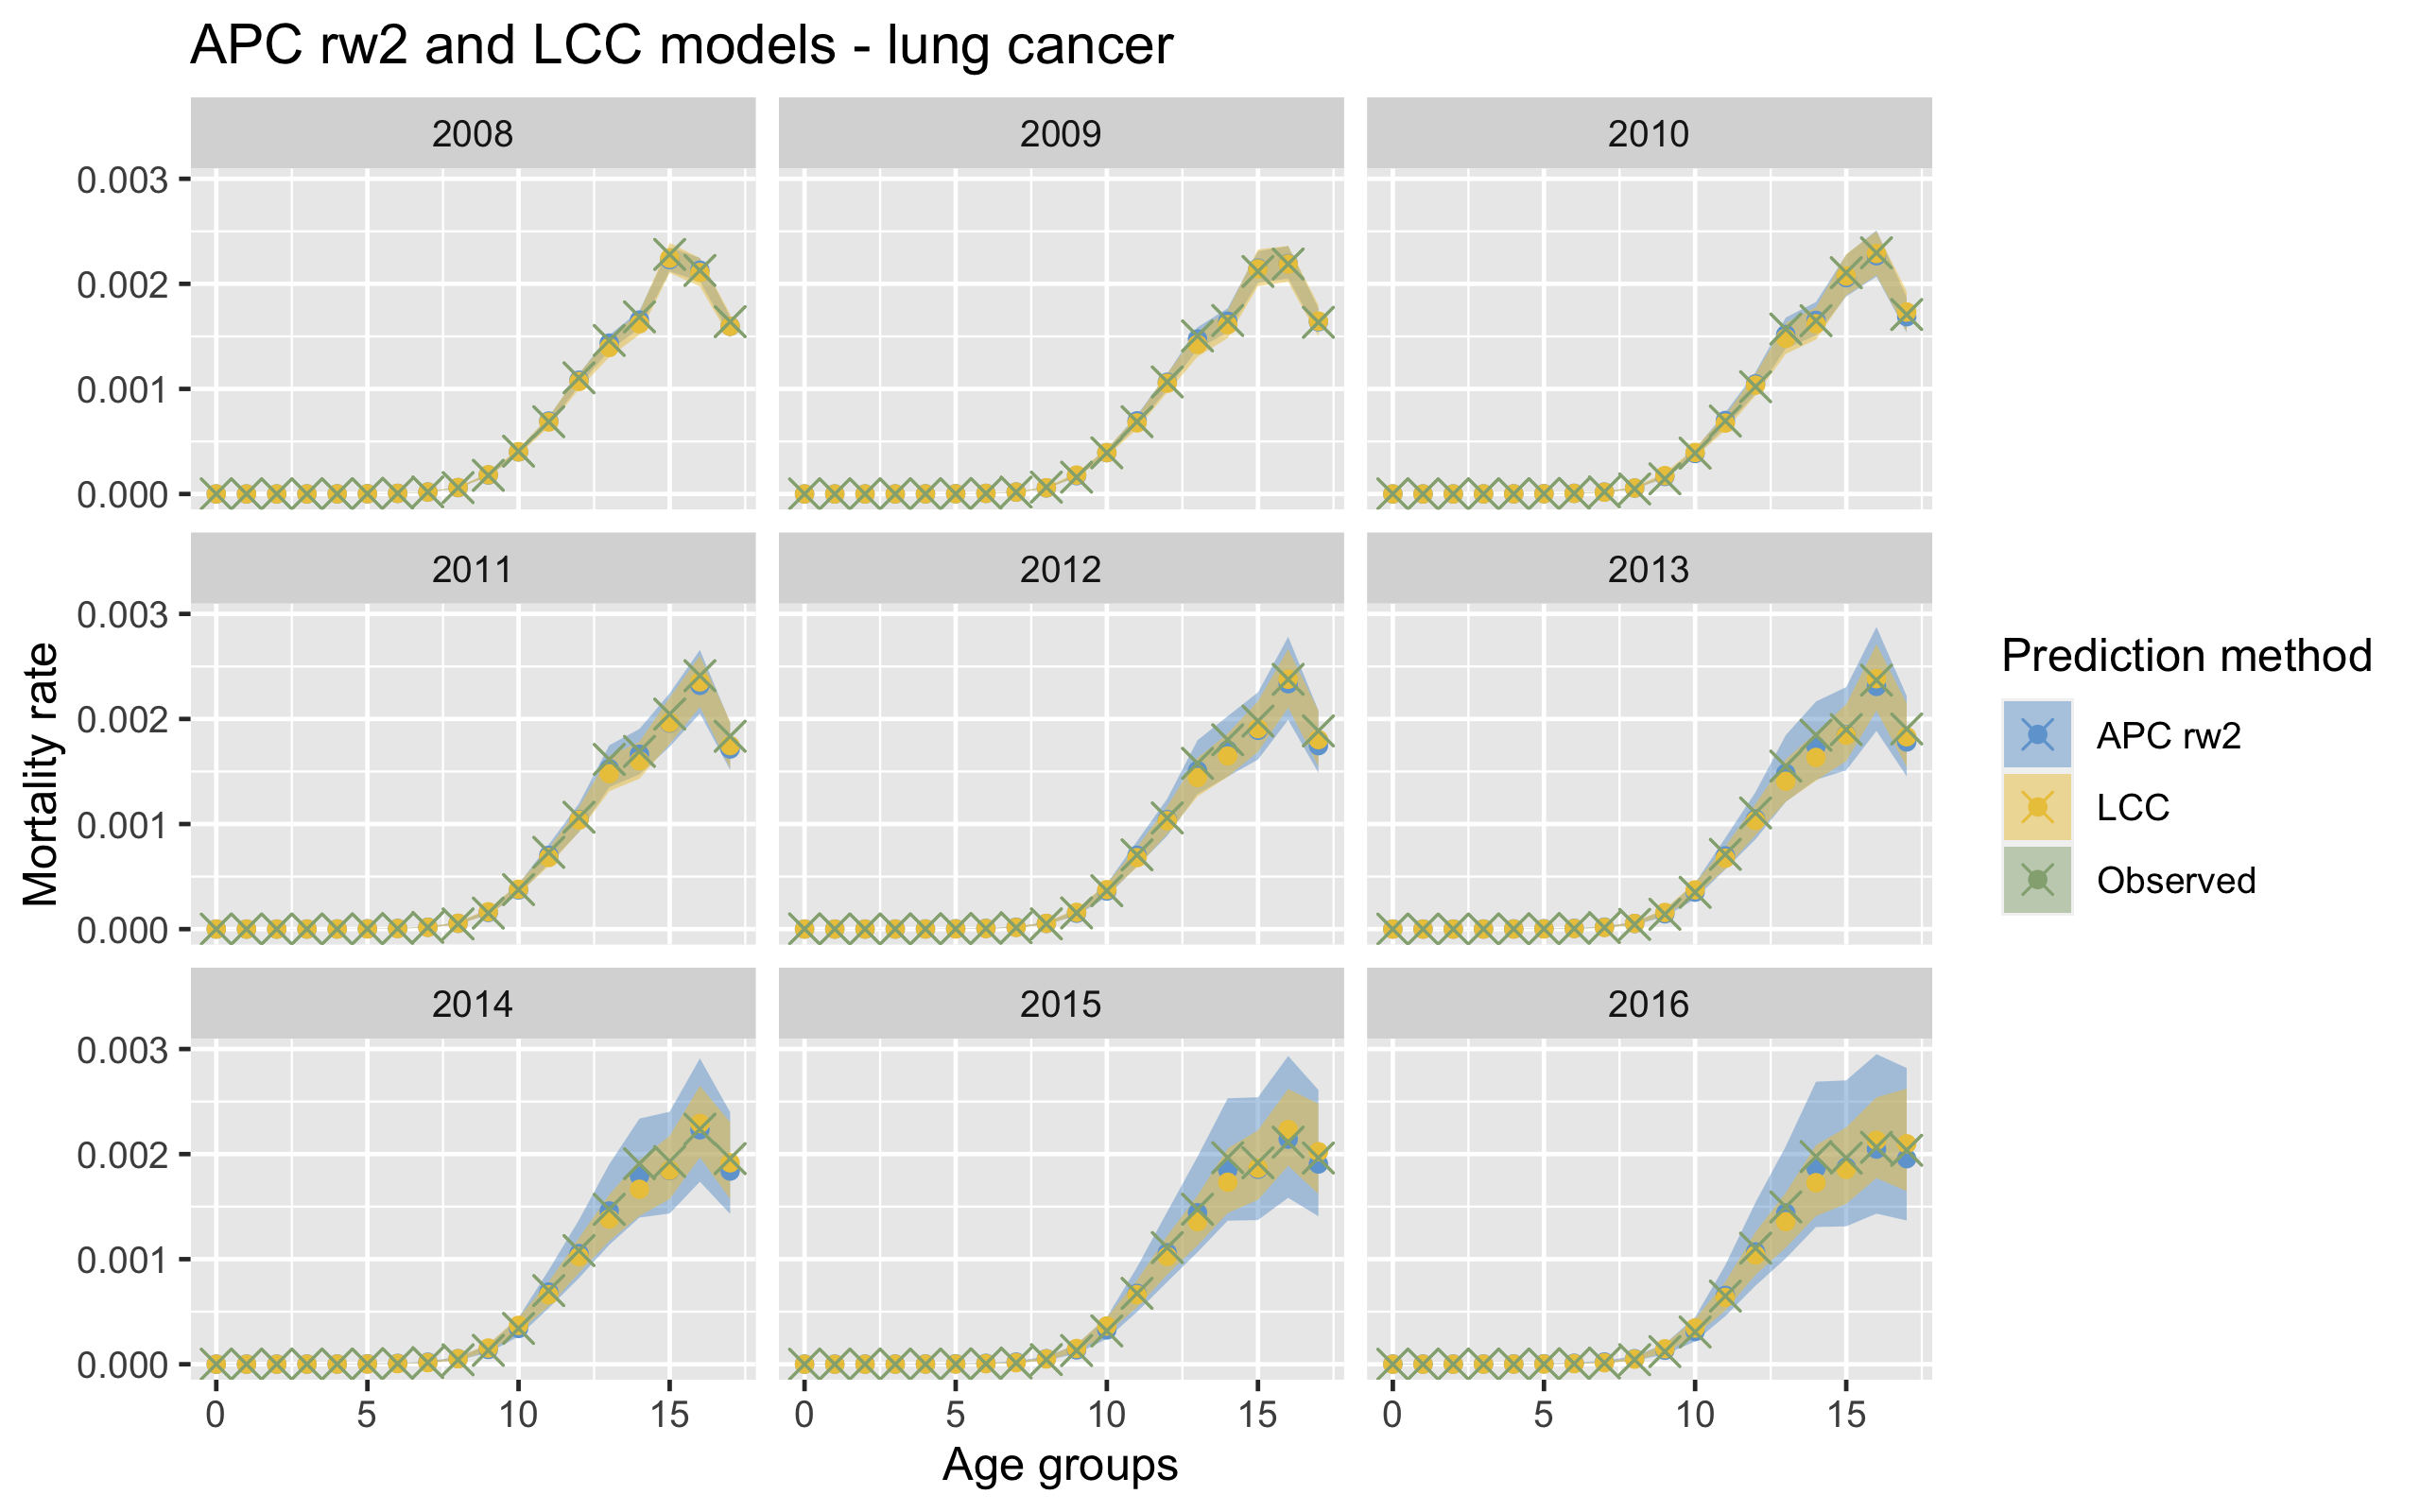 APC rw2 and LCC models - lung cancer
2008
2009
2010
0.003
0.002
0.001
0.000
2011
2012
2013
0.003
0.002
0.001
0.000
2014
2015
2016
0.003
0.002
0.001
0.000
0 5 10 15
0 5 10 15
0 5 10 15
Age groups
Mortality rate
Prediction method
APC rw2
LCC
Observed